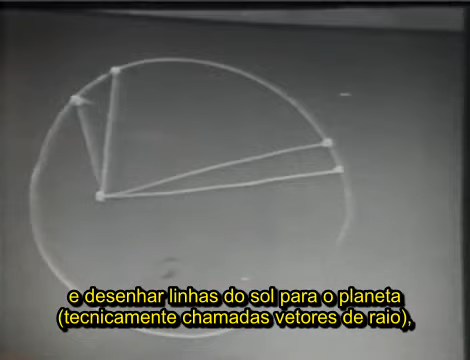 e desenhar linhas do sol para o planeta
(tecnicamente chamadas vetores de raio),